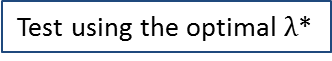 Test using the optimal λ*